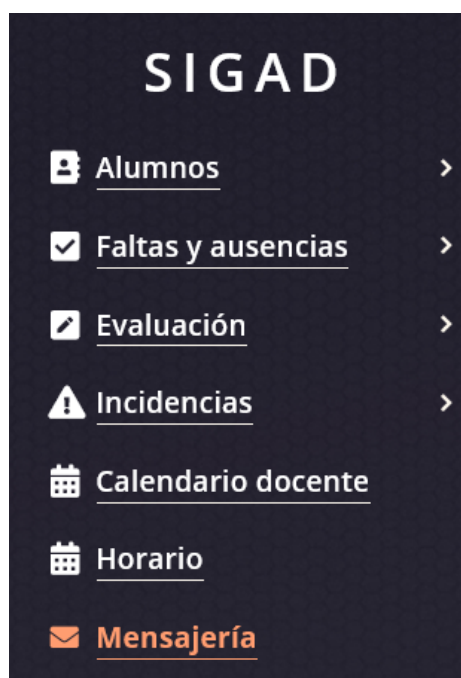 SIGAD
Alumnos
Faltas y ausencias
Evaluación
Incidencias
Calendario docente
Horario
Mensajería